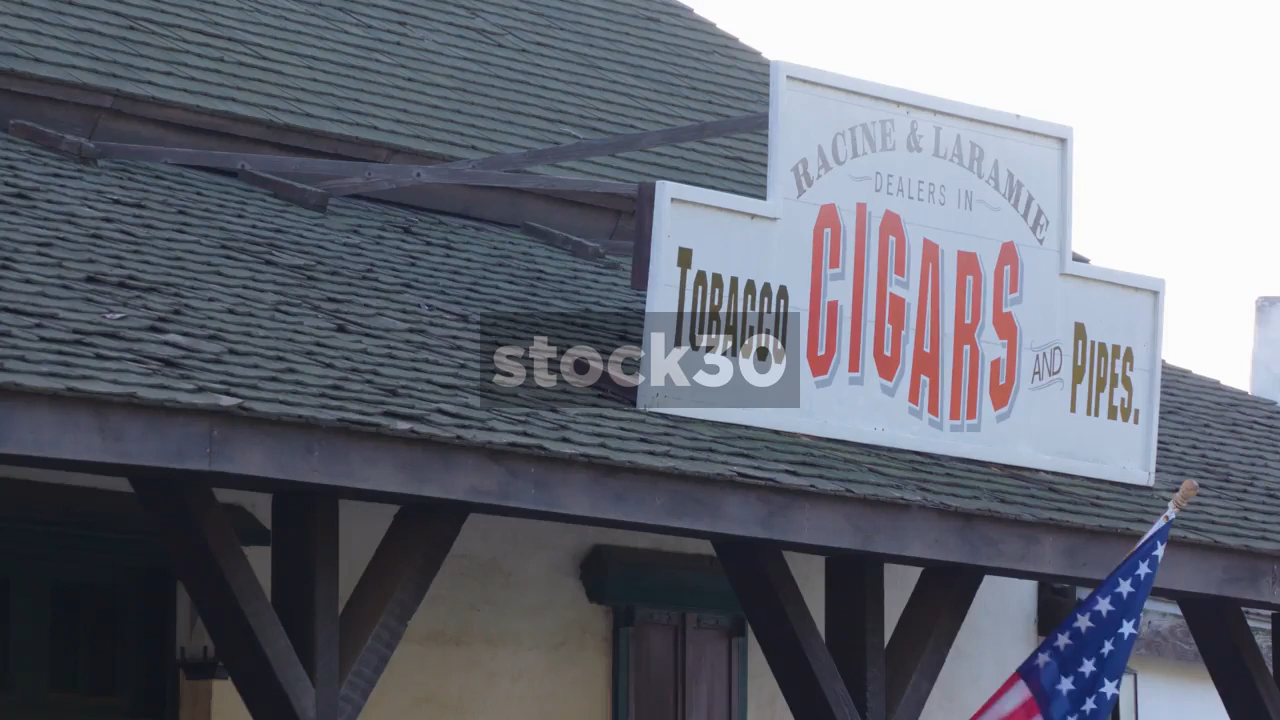 RACINE & LARAMIE
DEALERS IN
TOBACCO CIGARS AND PIPES.
stock30